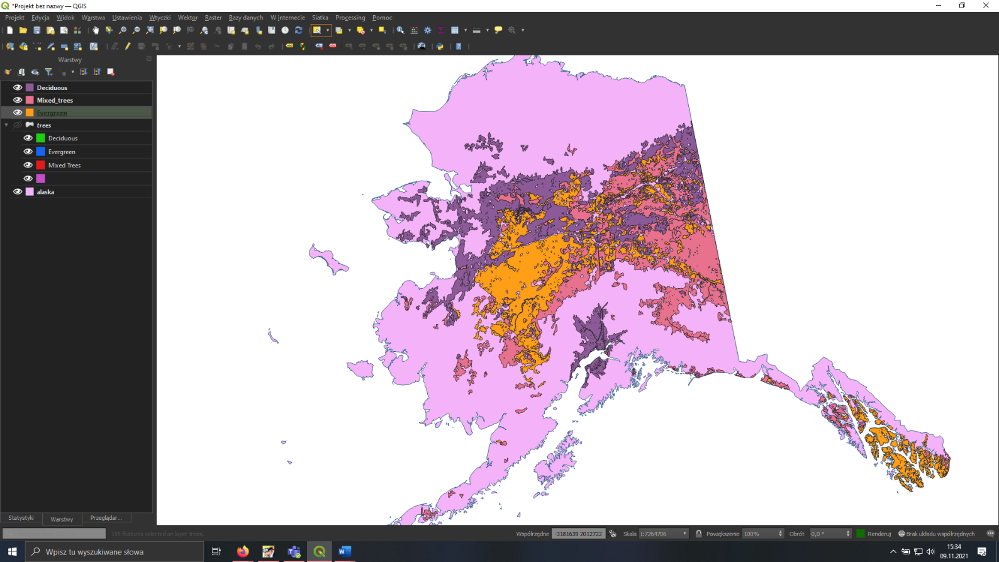 *Projekt bez nazwy — QGIS
Projekt Edycja Widok Warstwa Ustawienia Wtyczki Wektor Raster Bazy danych W internecie Siatka Processing Pomoc
Warstwy
Deciduous
Mixed_trees
Evergreen
trees
Deciduous
Evergreen
Mixed Trees
alaska
Statystyki Warstwy Przeglądar...
155 features selected on layer trees.
Współrzędne -3181639 2012722 Skala 1:7264706 Powiększenie 100% Obrót 0,0 ° Renderuj Brak układu współrzędnych
Wpisz tu wyszukiwane słowa
15:34
09.11.2021